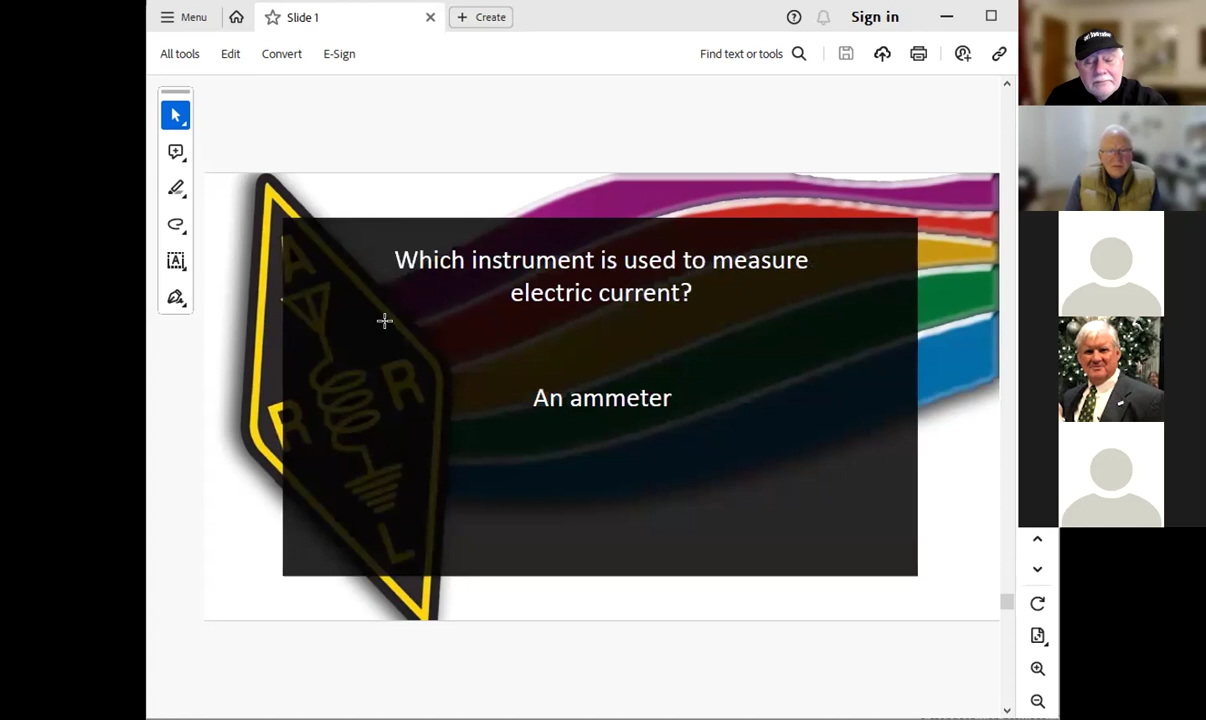 Menu
Slide 1
Create
Sign in
All tools
Edit
Convert
E-Sign
Find text or tools
Which instrument is used to measure
electric current?
An ammeter
A
R R
L